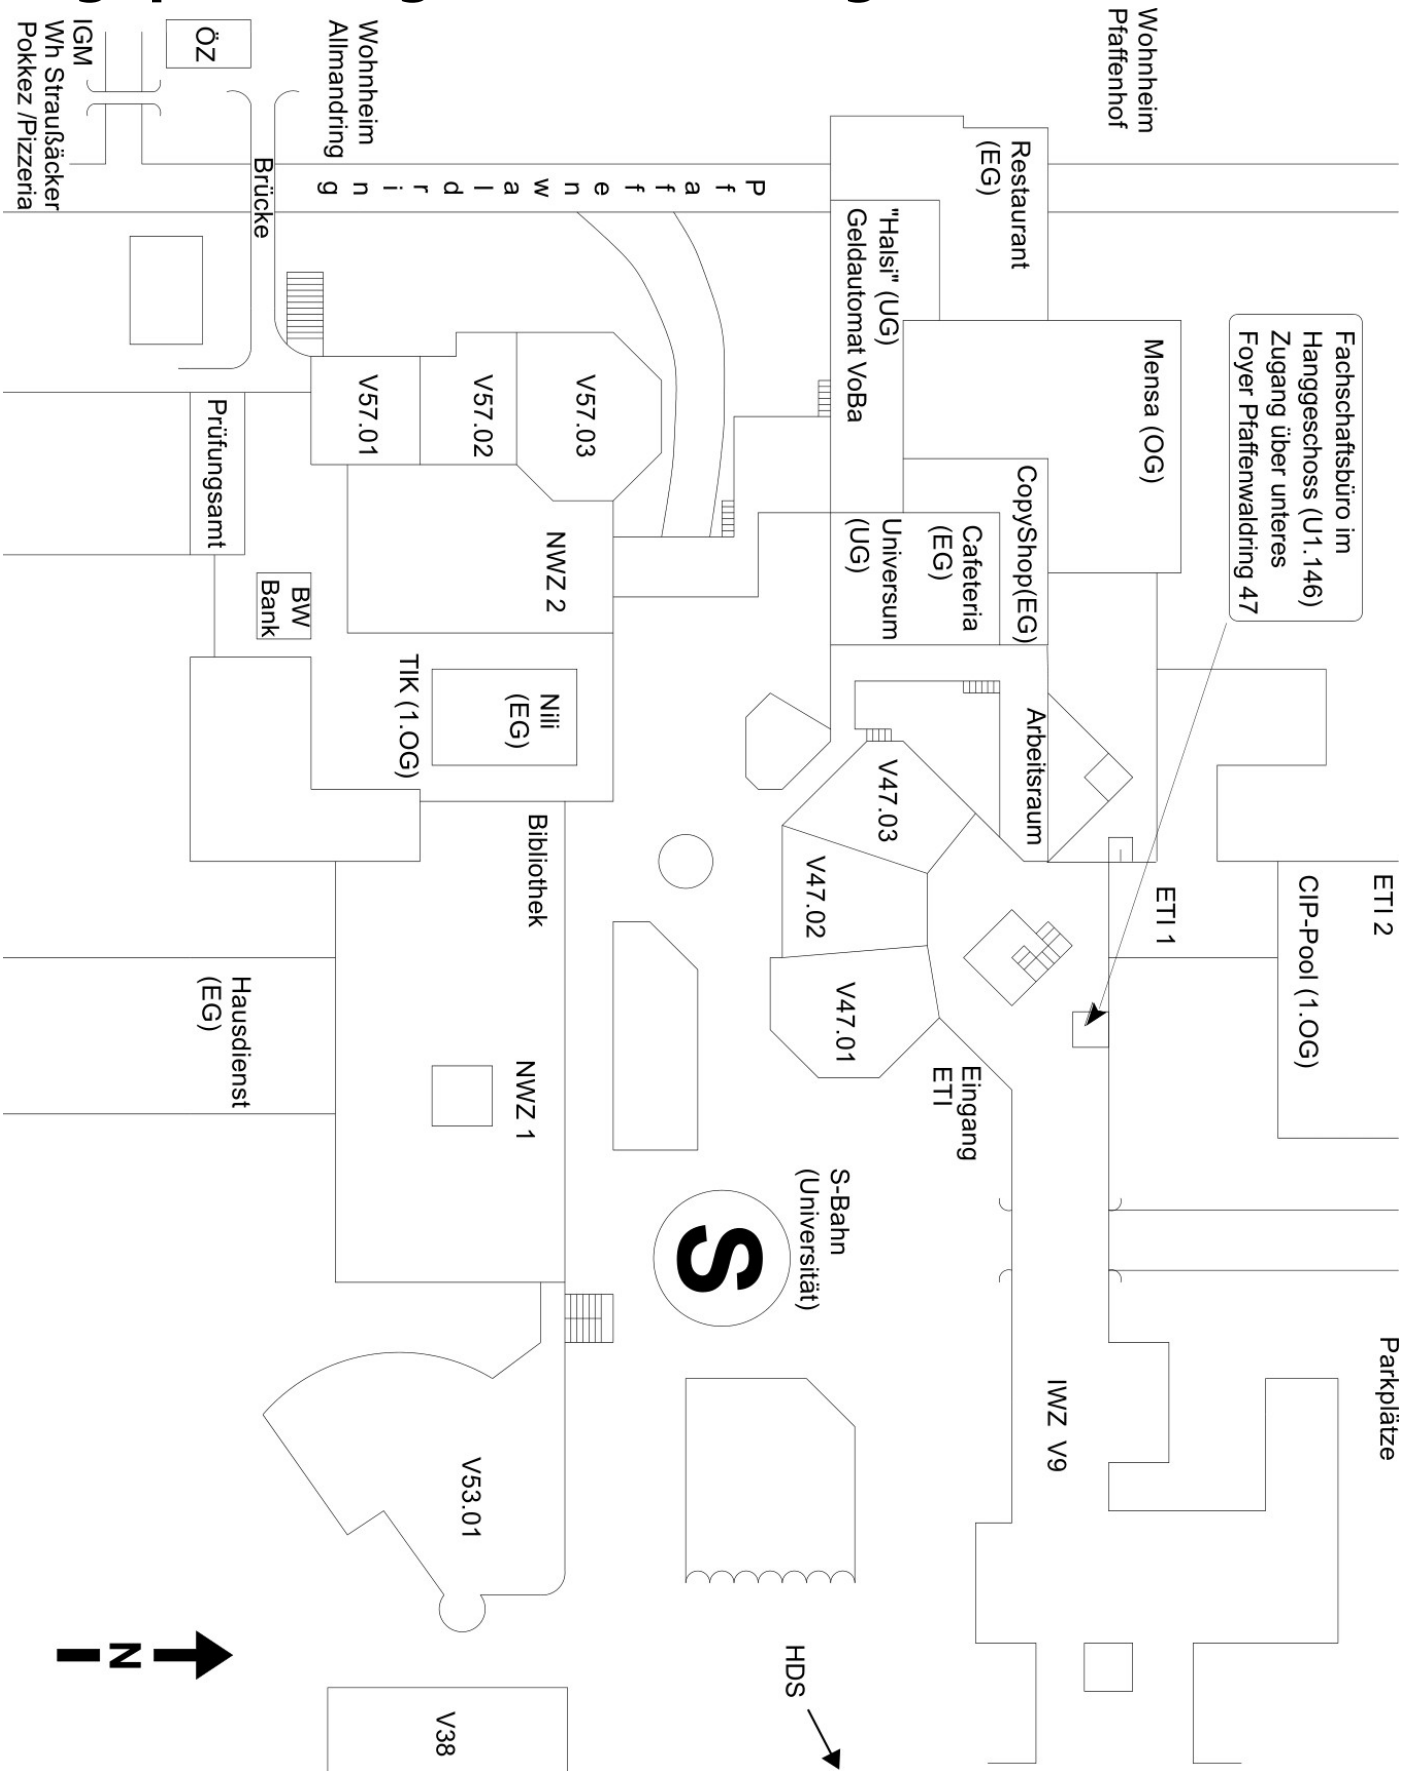 Parkplätze
ETI 2
CIP-Pool (1.OG)
Fachschaftsbüro im
Hanggeschoss (U1.146)
Zugang über unteres
Foyer Pfaffenwaldring 47
Wohnheim
Pfaffenhof
Mensa (OG)
ETI 1
IWZ V9
Restaurant
(EG)
CopyShop(EG)
Arbeitsraum
Cafeteria
(EG)
Universum
(UG)
"Halsi" (UG)
Geldautomat VoBa
Eingang
ETI
V47.03
V47.02
V47.01
S-Bahn
(Universität)
S
HDS
P f a f f e n w a l d r i n g
V57.03
V57.02
V57.01
NWZ 2
Nili
(EG)
TIK (1.OG)
Bibliothek
NWZ 1
V53.01
V38
Wohnheim
Allmandring
BW
Bank
Brücke
Prüfungsamt
Hausdienst
(EG)
ÖZ
IGM
Wh Straußäcker
Pokkez /Pizzeria
N